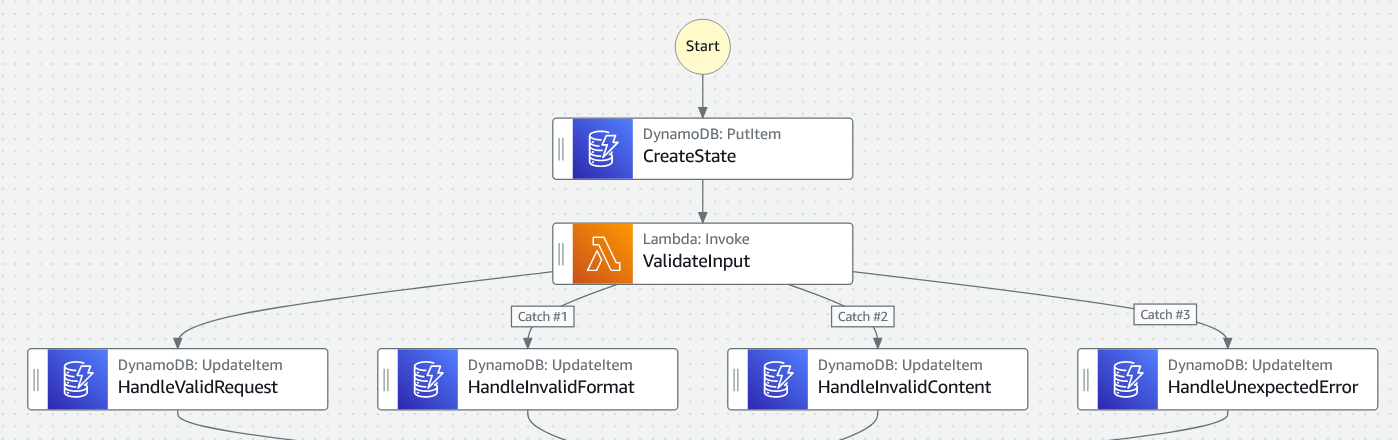 Start
DynamoDB: PutItem
CreateState
Lambda: Invoke
ValidateInput
Catch #1
Catch #2
Catch #3
DynamoDB: UpdateItem
HandleValidRequest
DynamoDB: UpdateItem
HandleInvalidFormat
DynamoDB: UpdateItem
HandleInvalidContent
DynamoDB: UpdateItem
HandleUnexpectedError